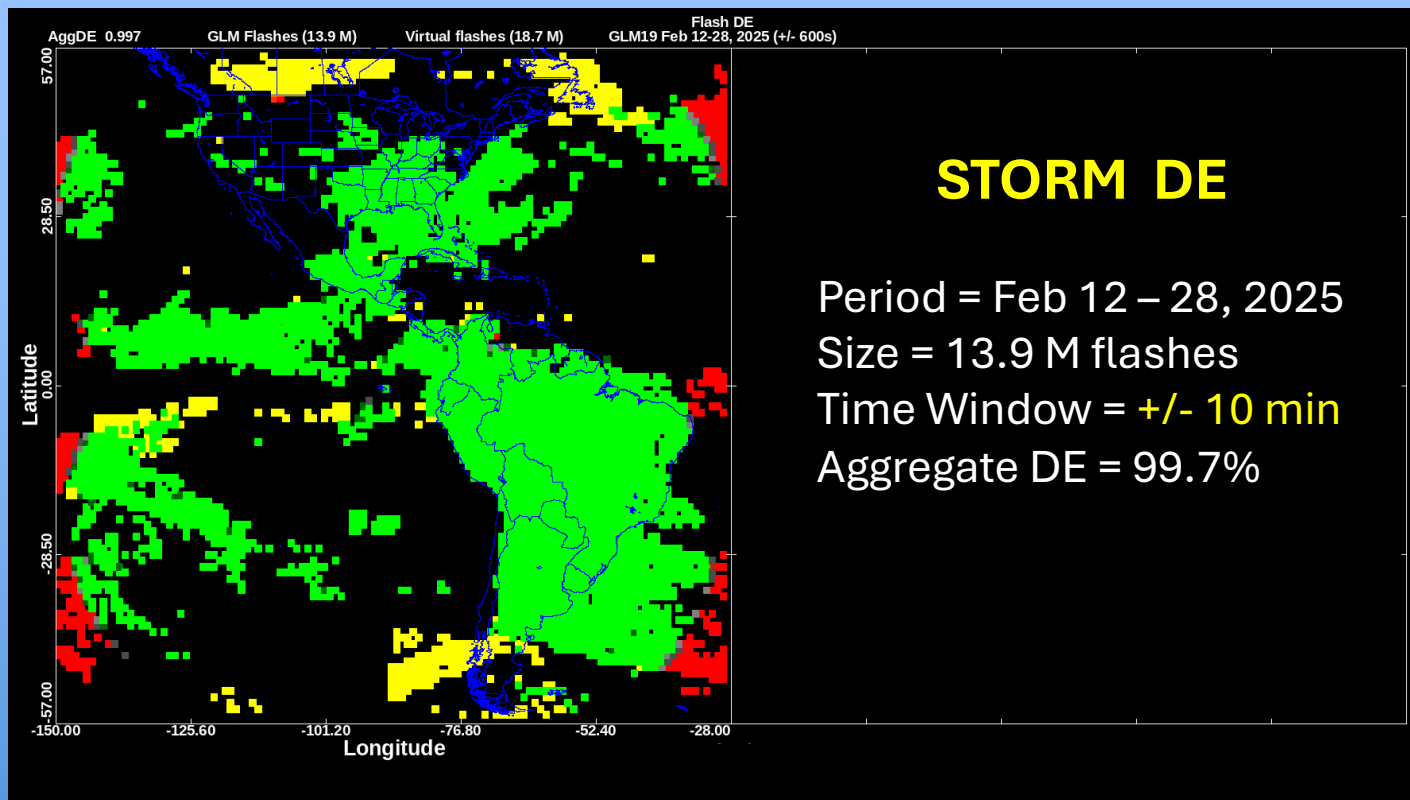 Flash DE
AggDE 0.997 GLM Flashes (13.9 M) Virtual flashes (18.7 M) GLM19 Feb 12-28, 2025 (+/- 600s)
57.00
28.50
0.00
-28.50
-57.00
Latitude
-150.00 -125.60 -101.20 -76.80 -52.40 -28.00
Longitude
STORM DE
Period = Feb 12 – 28, 2025
Size = 13.9 M flashes
Time Window = +/- 10 min
Aggregate DE = 99.7%